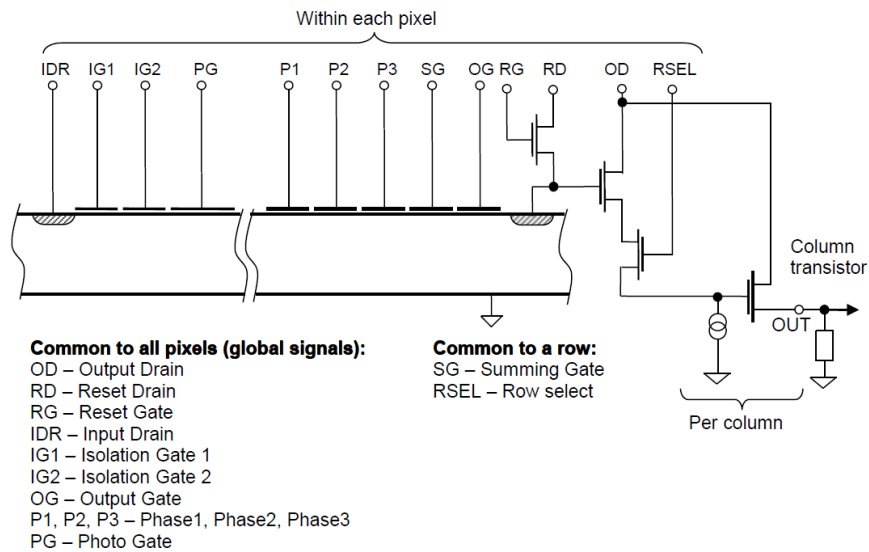 Within each pixel
IDR IG1 IG2 PG P1 P2 P3 SG OG RG RD OD RSEL
Column
transistor
OUT
Per column
Common to all pixels (global signals):
OD – Output Drain
RD – Reset Drain
RG – Reset Gate
IDR – Input Drain
IG1 – Isolation Gate 1
IG2 – Isolation Gate 2
OG – Output Gate
P1, P2, P3 – Phase1, Phase2, Phase3
PG – Photo Gate
Common to a row:
SG – Summing Gate
RSEL – Row select